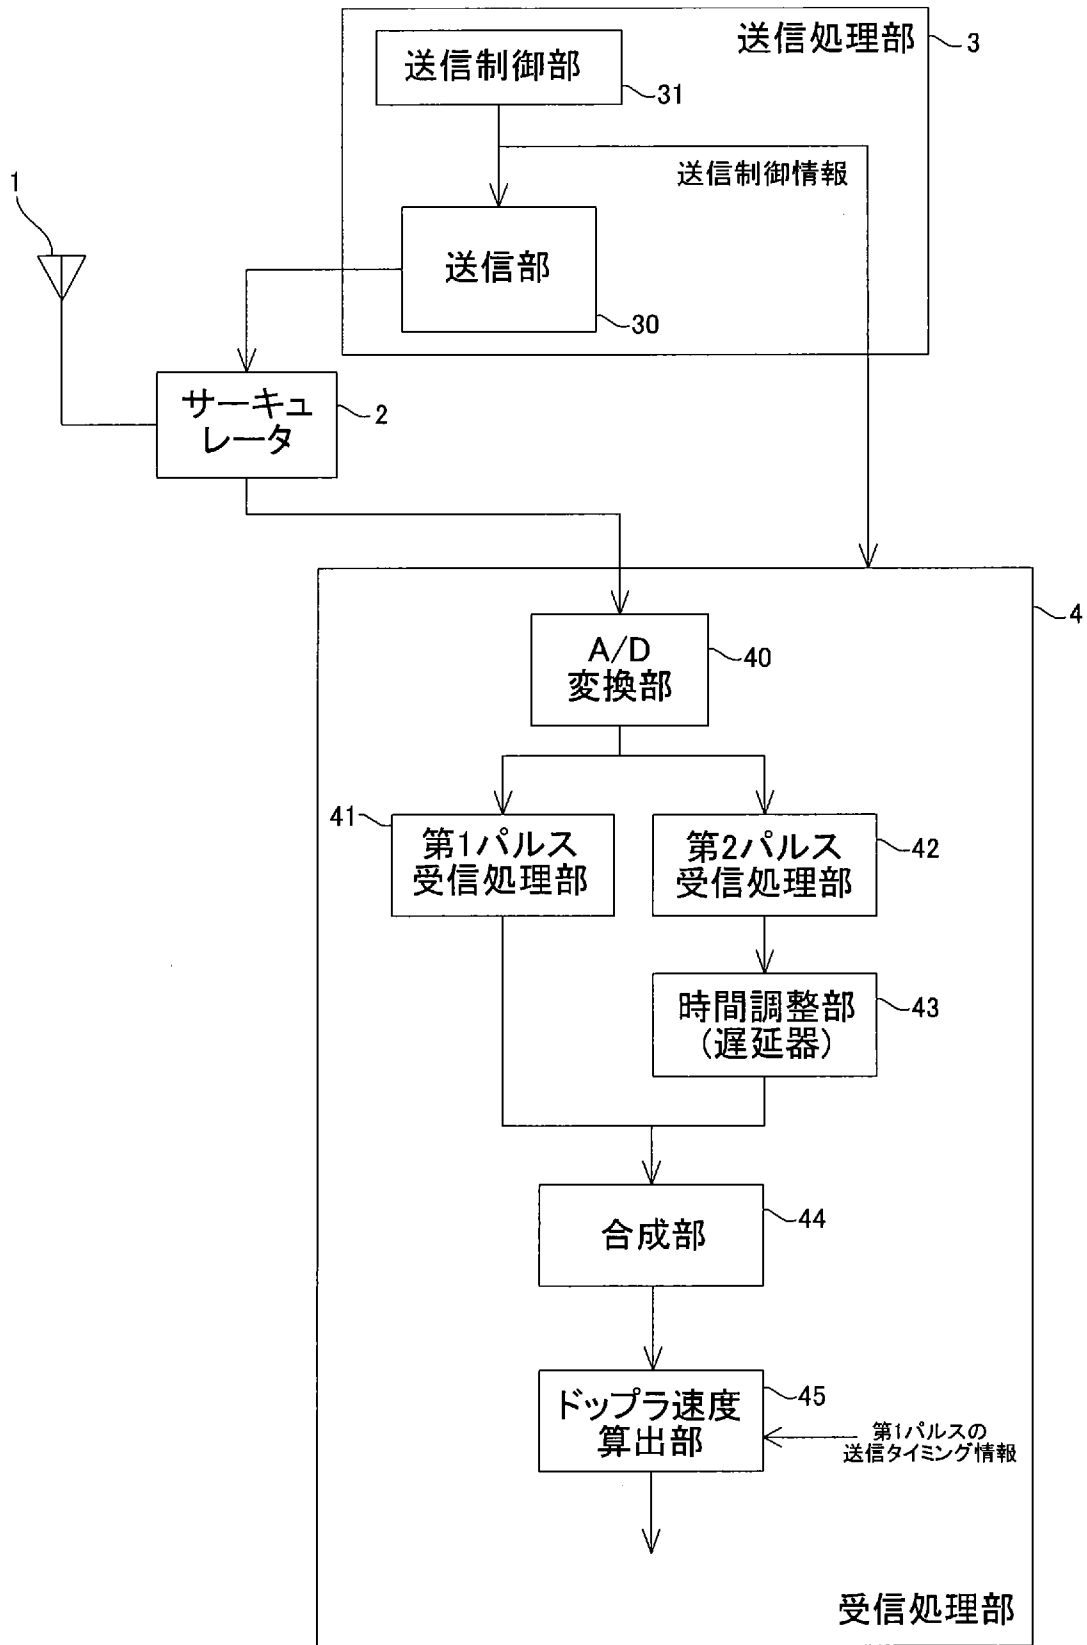 送信処理部
3
送信制御部
31
送信制御情報
1
送信部
30
サーキュ
レータ
2
4
A/D
変換部
40
41
第1パルス
受信処理部
第2パルス
受信処理部
42
時間調整部
(遅延器)
43
合成部
44
ドップラ速度
算出部
45
第1パルスの
送信タイミング情報
受信処理部